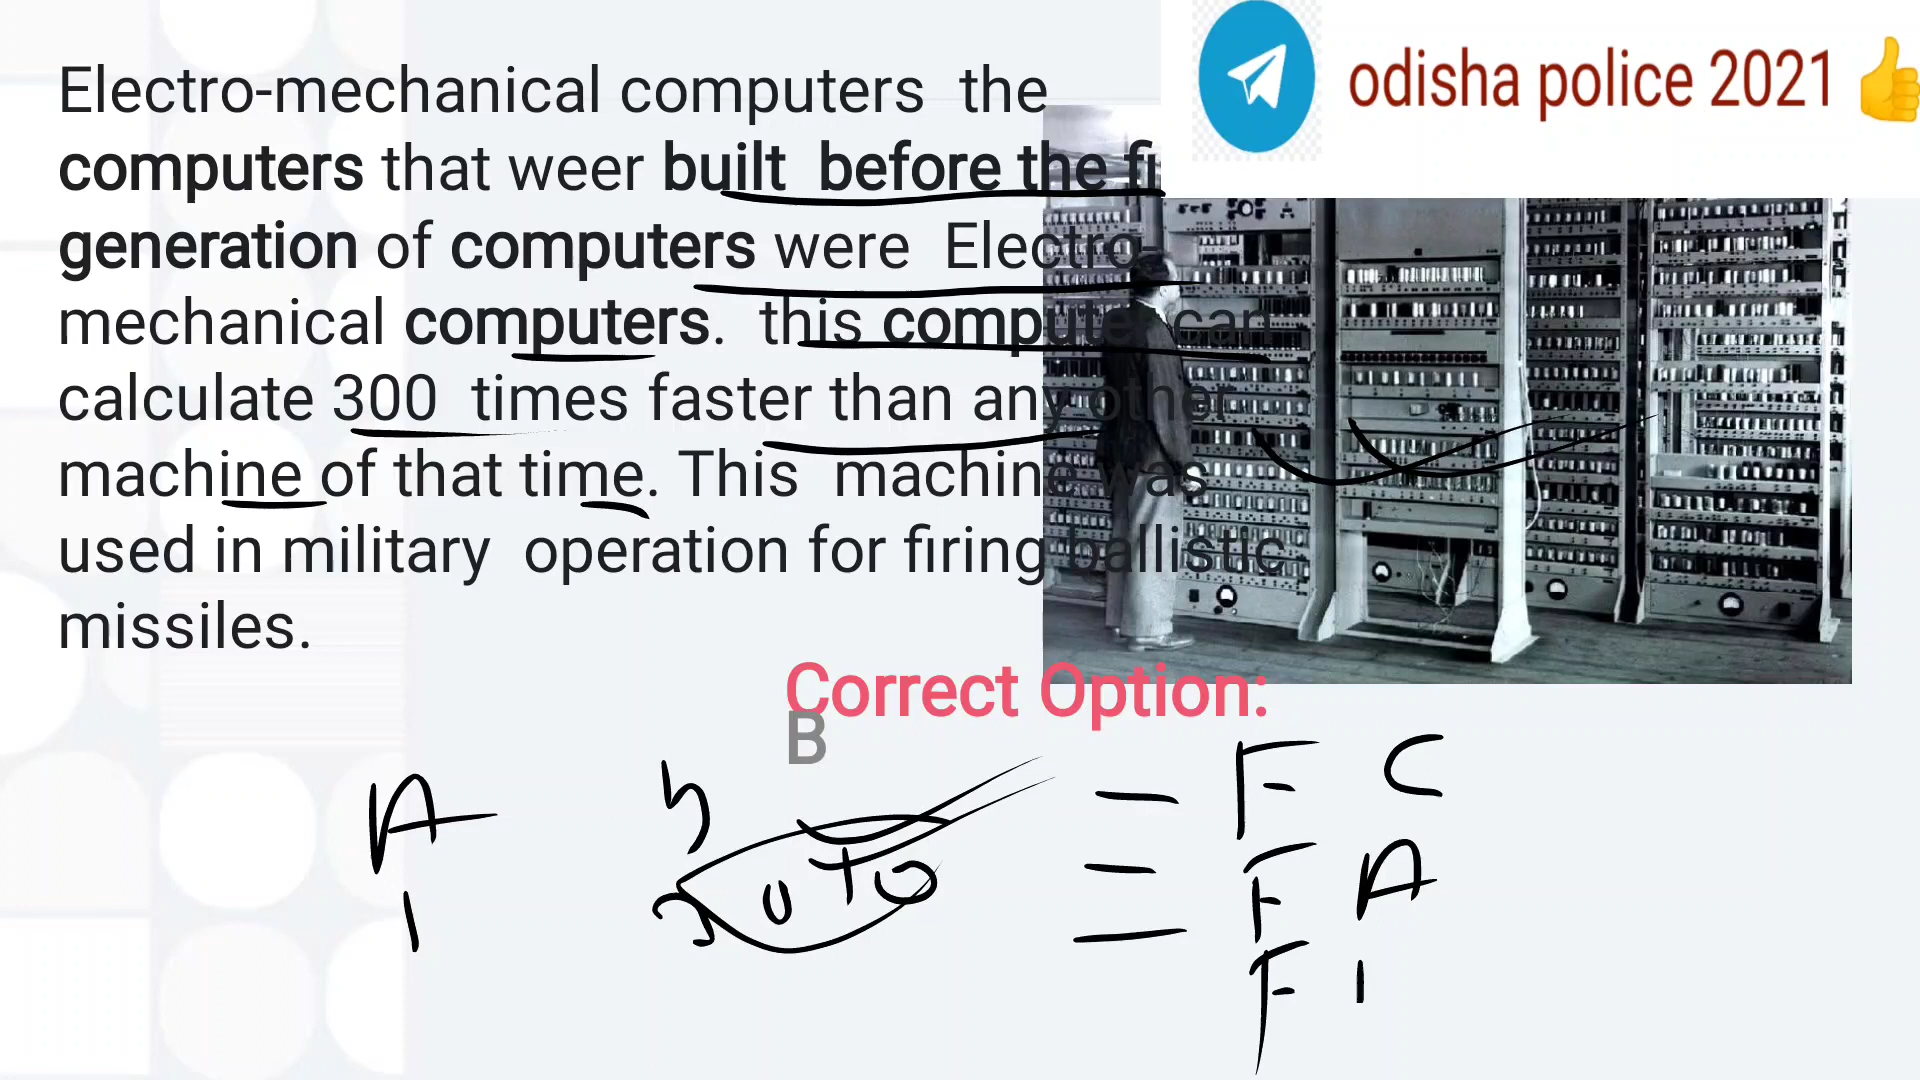 odisha police 2021
Electro-mechanical computers the
computers that weer built before the fi
generation of computers were Electro-
mechanical computers. this computer can
calculate 300 times faster than any other
machine of that time. This machine was
used in military operation for firing ballistic
missiles.
Correct Option:
B
A
= F C
F A
F I